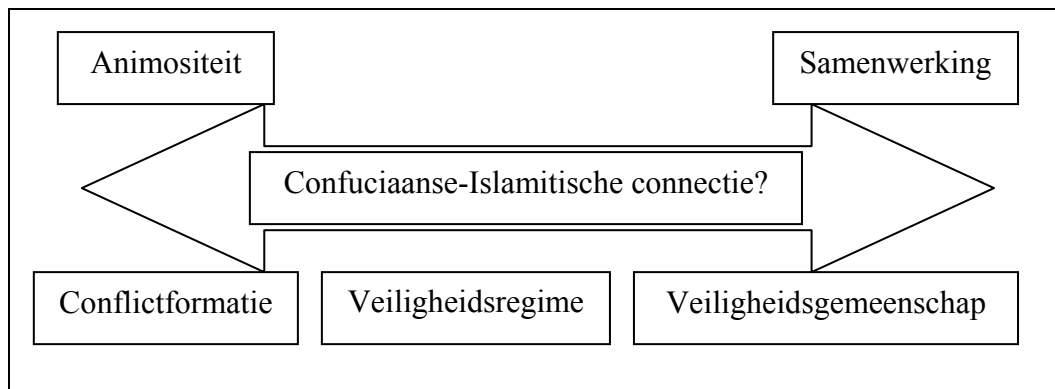 Animositeit
Samenwerking
Confuciaanse-Islamitische connectie?
Conflictformatie
Veiligheidsregime
Veiligheidsgemeenschap